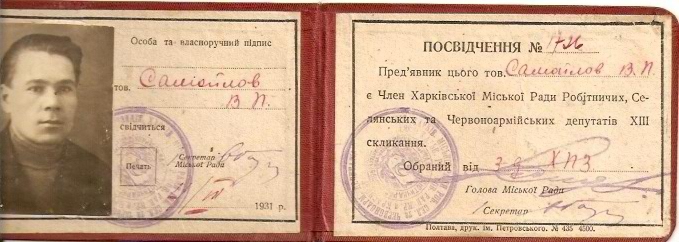 Особа та власноручний підпис
тов. Самойлов
В П.
свідчиться
Печать
Секретар
Міської Ради
1931 р.
ПОСВІДЧЕННЯ № 1726
Пред'явник цього тов. Самойлов В. П.
є Член Харківської Міської Ради Робітничих, Се-
лянських та Червоноармійських депутатів XIII
скликання.
Обраний від з-д ХПЗ
Голова Міської Ради
Секретар
Полтава, друк. ім. Петровського. № 435 4500.